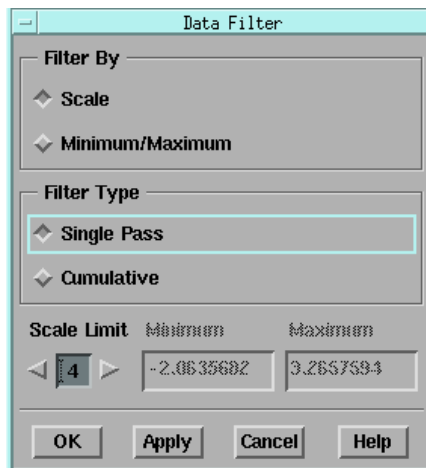 Data Filter
Filter By
Scale
Minimum/Maximum
Filter Type
Single Pass
Cumulative
Scale Limit Minimum Maximum
4 -2.0635602 3.2657594
OK Apply Cancel Help